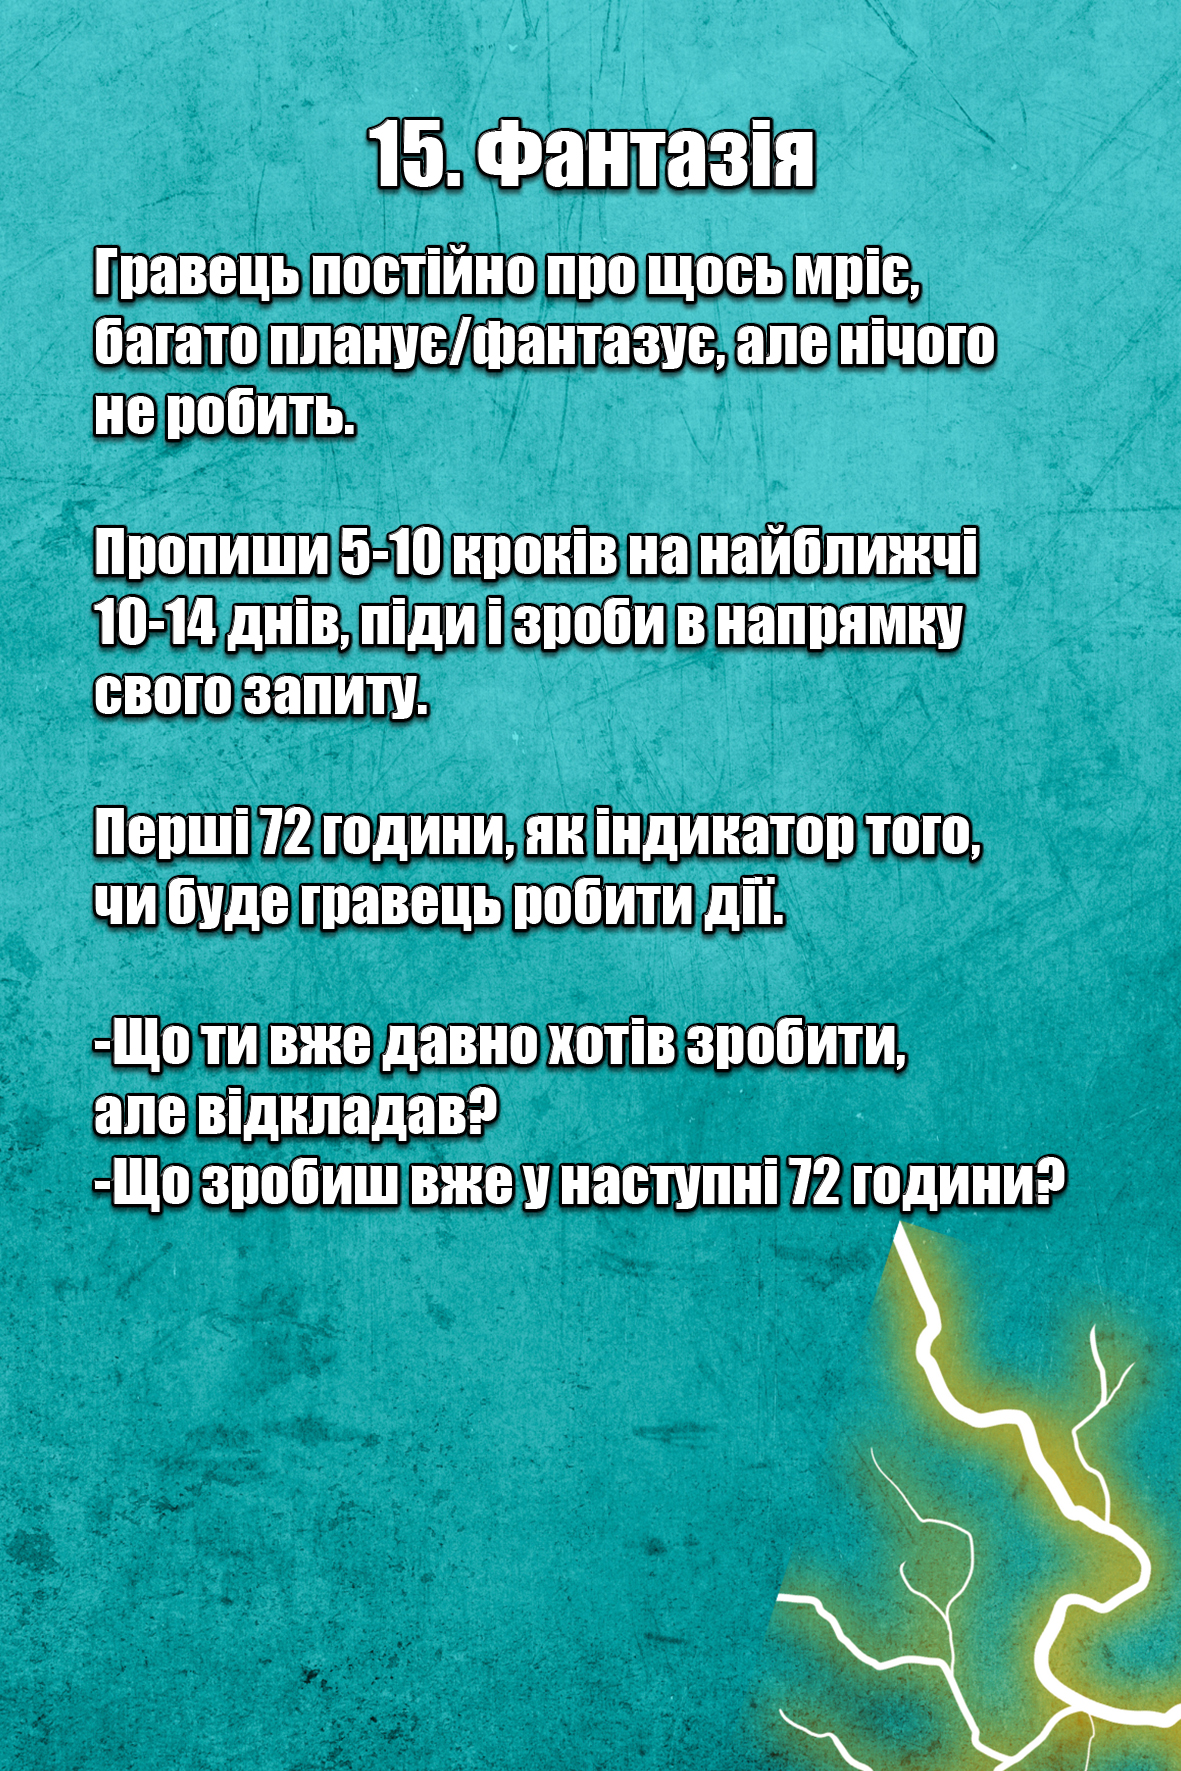 15. Фантазія
Гравець постійно про щось мріє,
багато планує/фантазує, але нічого
не робить.
Пропиши 5-10 кроків на найближчі
10-14 днів, піди і зроби в напрямку
свого запиту.
Перші 72 години, як індикатор того,
чи буде гравець робити дії.
-Що ти вже давно хотів зробити,
але відкладав?
-Що зробиш вже у наступні 72 години?